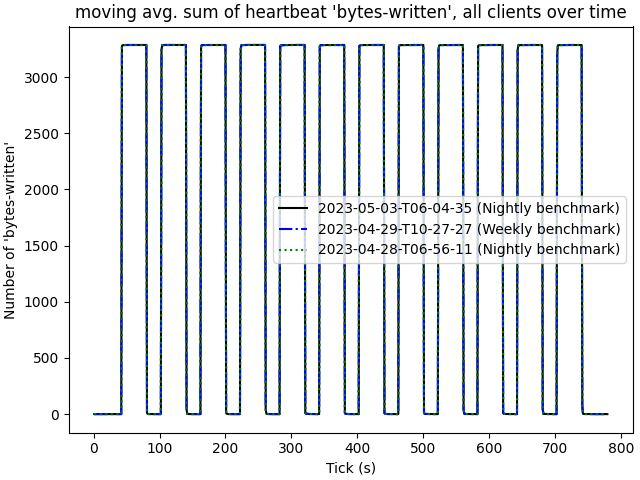 moving avg. sum of heartbeat 'bytes-written', all clients over time
Number of 'bytes-written'
3000
2500
2000
1500
1000
500
0
2023-05-03-T06-04-35 (Nightly benchmark)
2023-04-29-T10-27-27 (Weekly benchmark)
2023-04-28-T06-56-11 (Nightly benchmark)
0 100 200 300 400 500 600 700 800
Tick (s)